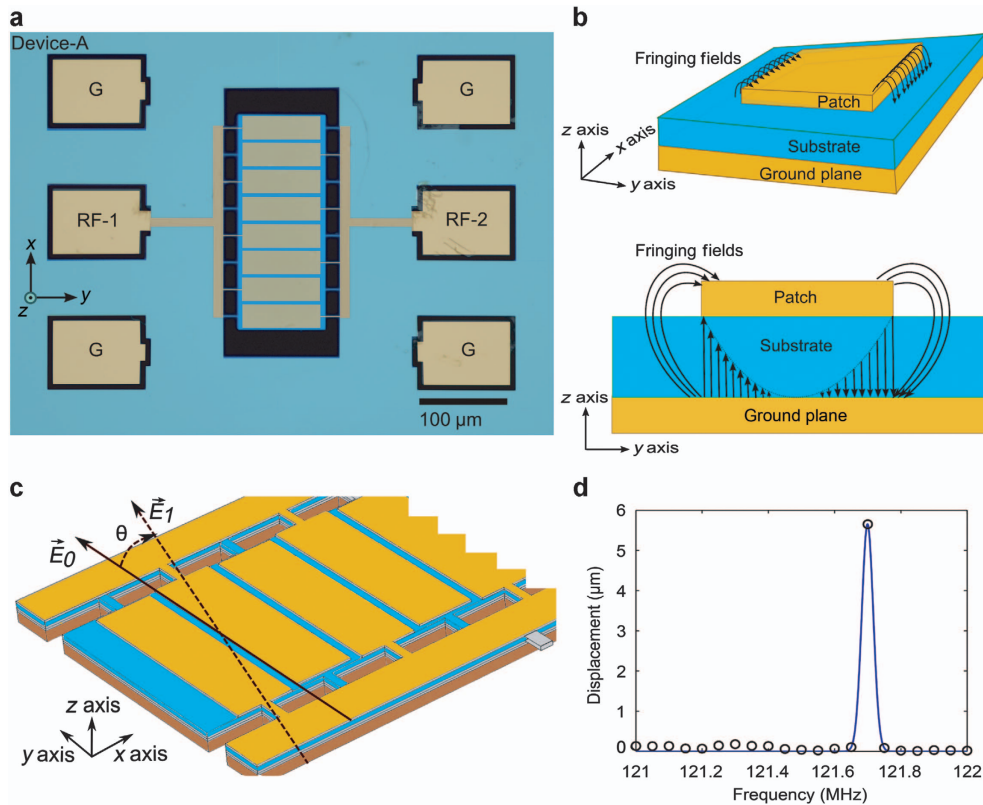 a
Device-A
G
G
RF-1
RF-2
x
z
y
G
G
100 µm
b
Fringing fields
Patch
Substrate
Ground plane
z axis
x axis
y axis
Fringing fields
Patch
Substrate
Ground plane
z axis
y axis
c
E₀
θ
E₁
z axis
y axis
x axis
d
Displacement (µm)
6
5
4
3
2
1
0
121
121.2
121.4
121.6
121.8
122
Frequency (MHz)